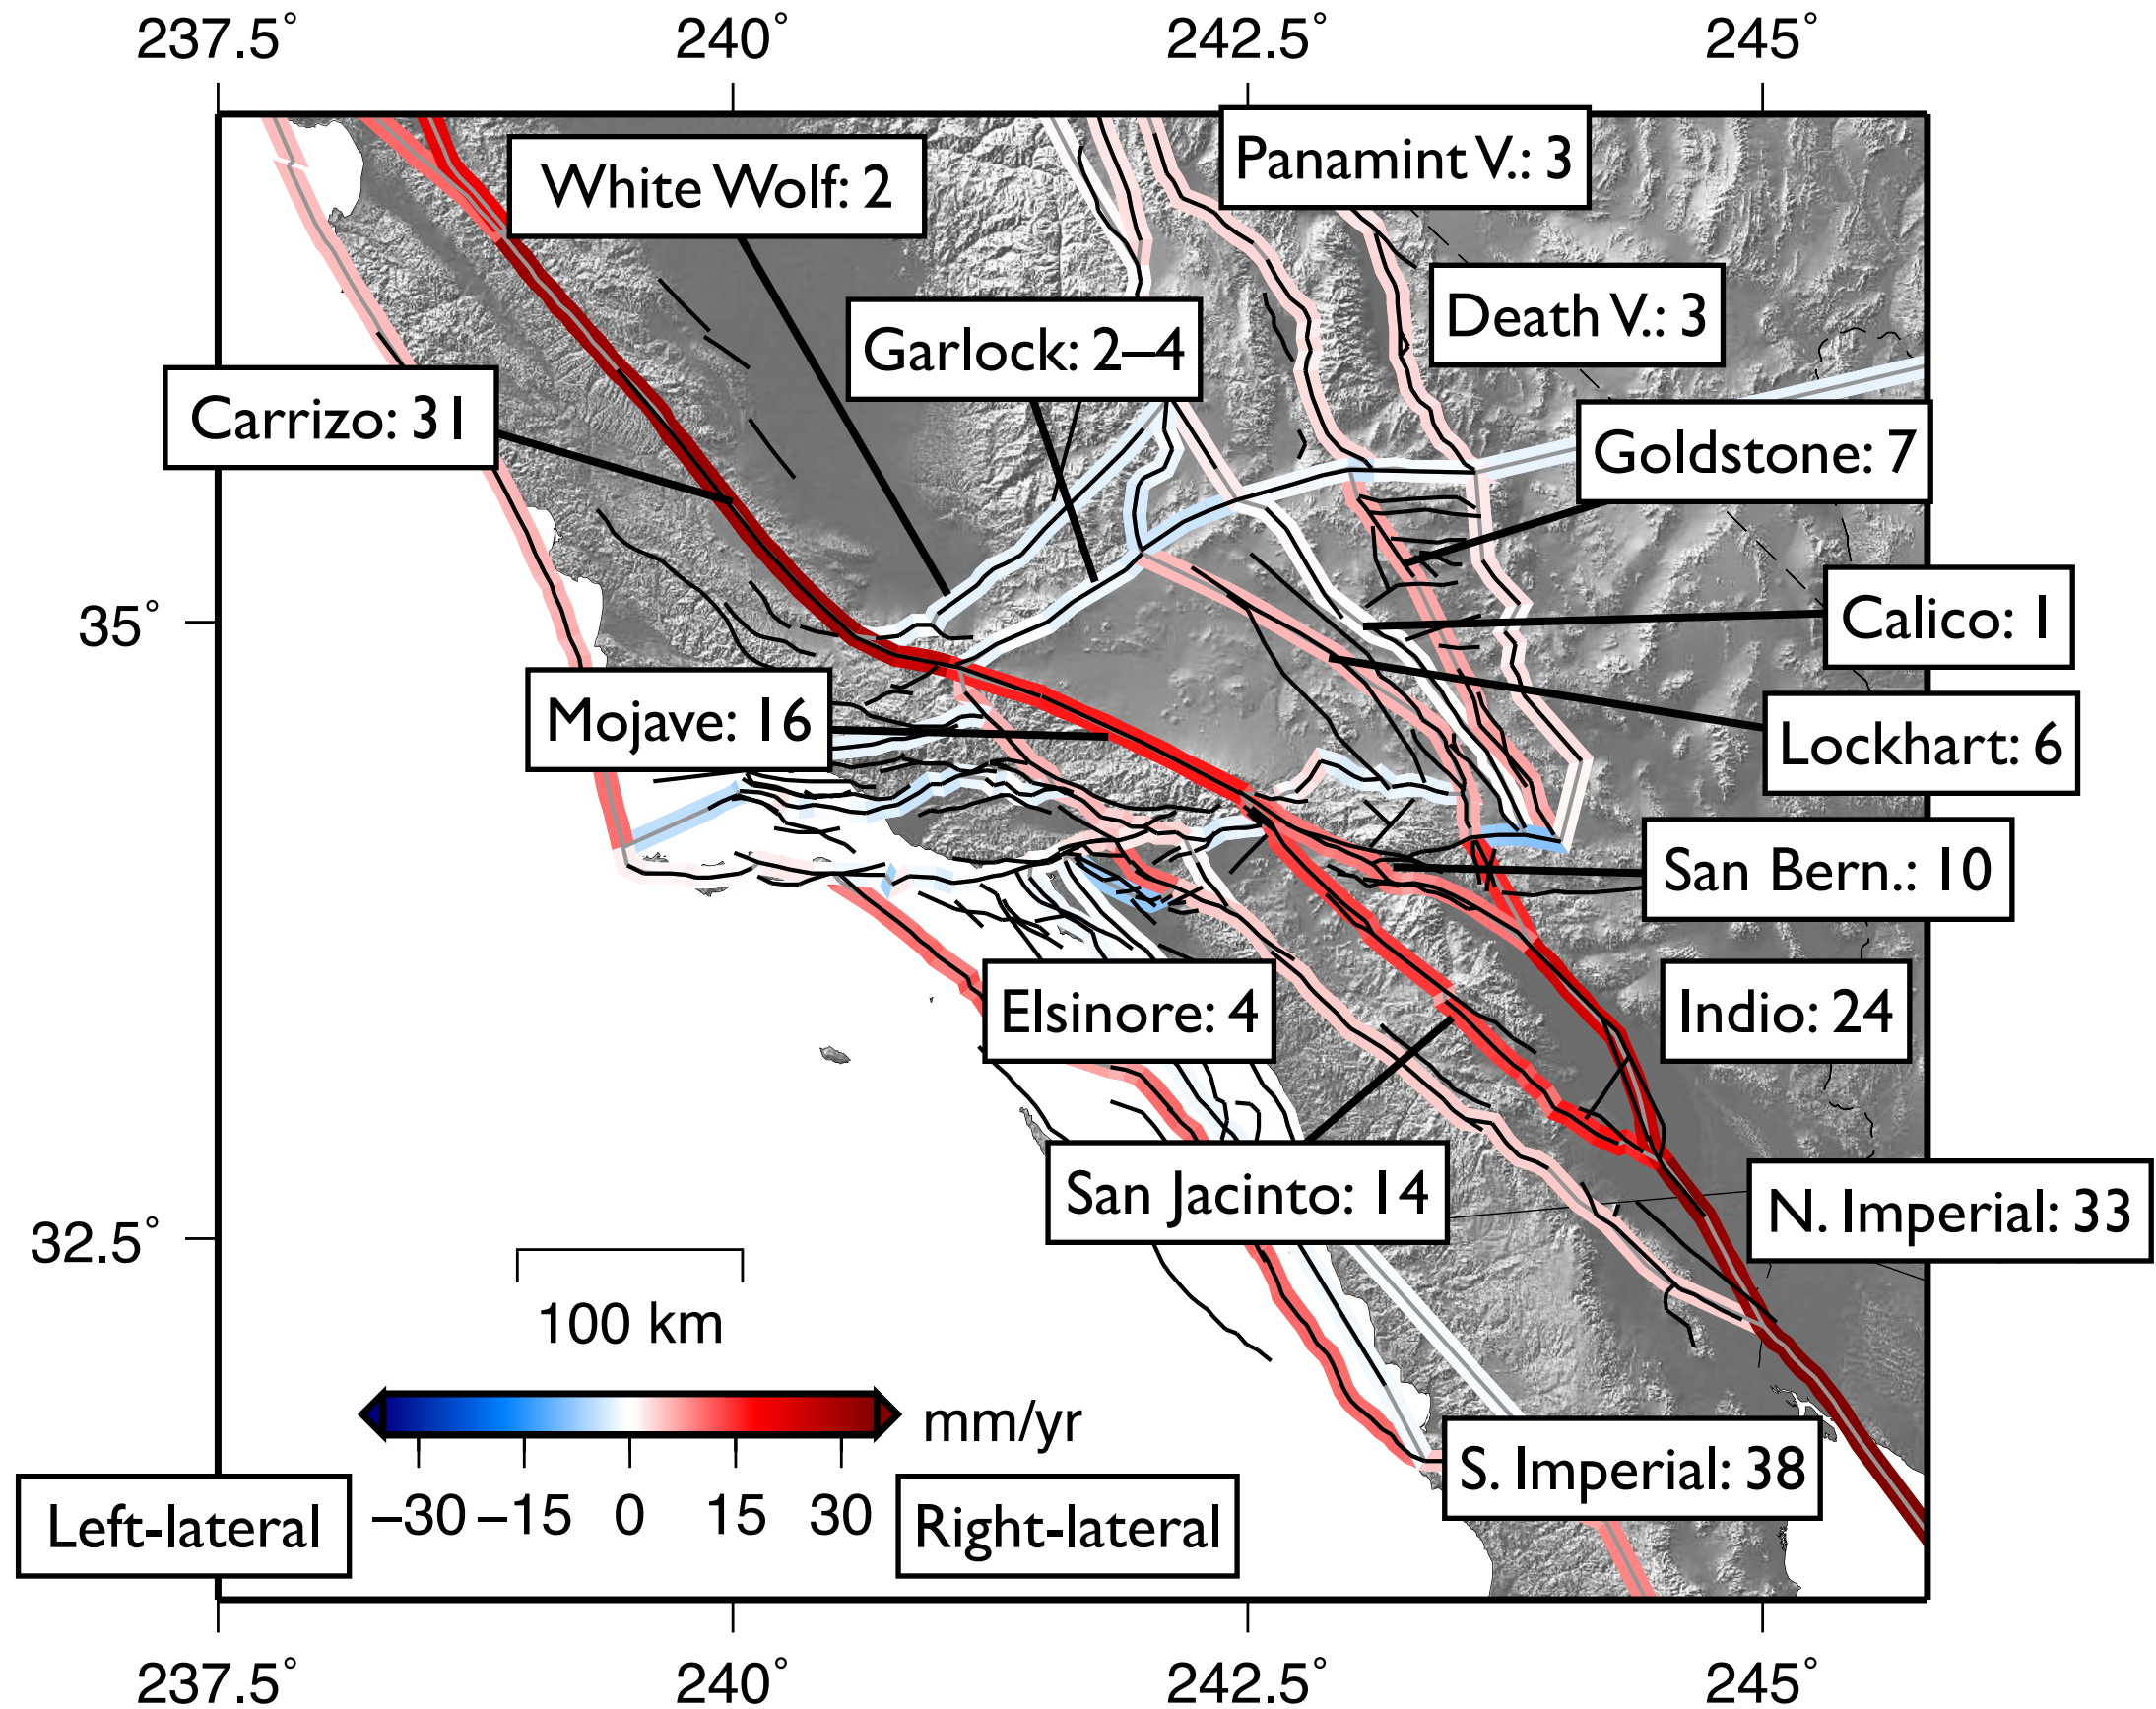 237.5°
240°
242.5°
245°
Panamint V.: 3
White Wolf: 2
Death V.: 3
Garlock: 2–4
Carrizo: 31
Goldstone: 7
35°
Calico: 1
Mojave: 16
Lockhart: 6
San Bern.: 10
Elsinore: 4
Indio: 24
San Jacinto: 14
N. Imperial: 33
32.5°
100 km
mm/yr
S. Imperial: 38
Left-lateral
–30
–15
0
15
30
Right-lateral
237.5°
240°
242.5°
245°